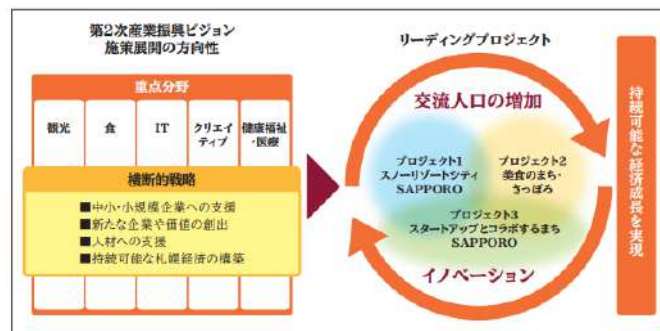 第2次産業振興ビジョン
施策展開の方向性
重点分野
観光
食
IT
クリエイ
ティブ
健康福祉
・医療
横断的戦略
■中小・小規模企業への支援
■新たな企業や価値の創出
■人材への支援
■持続可能な札幌経済の構築
リーディングプロジェクト
交流人口の増加
プロジェクト1
スノーリゾートシティ
SAPPORO
プロジェクト2
美食のまち・
さっぽろ
プロジェクト3
スタートアップとコラボするまち
SAPPORO
イノベーション
持続可能な経済成長を実現